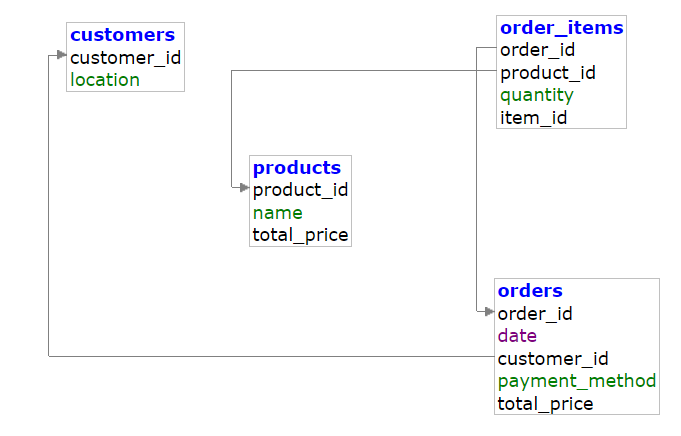 customers
customer_id
location
order_items
order_id
product_id
quantity
item_id
products
product_id
name
total_price
orders
order_id
date
customer_id
payment_method
total_price